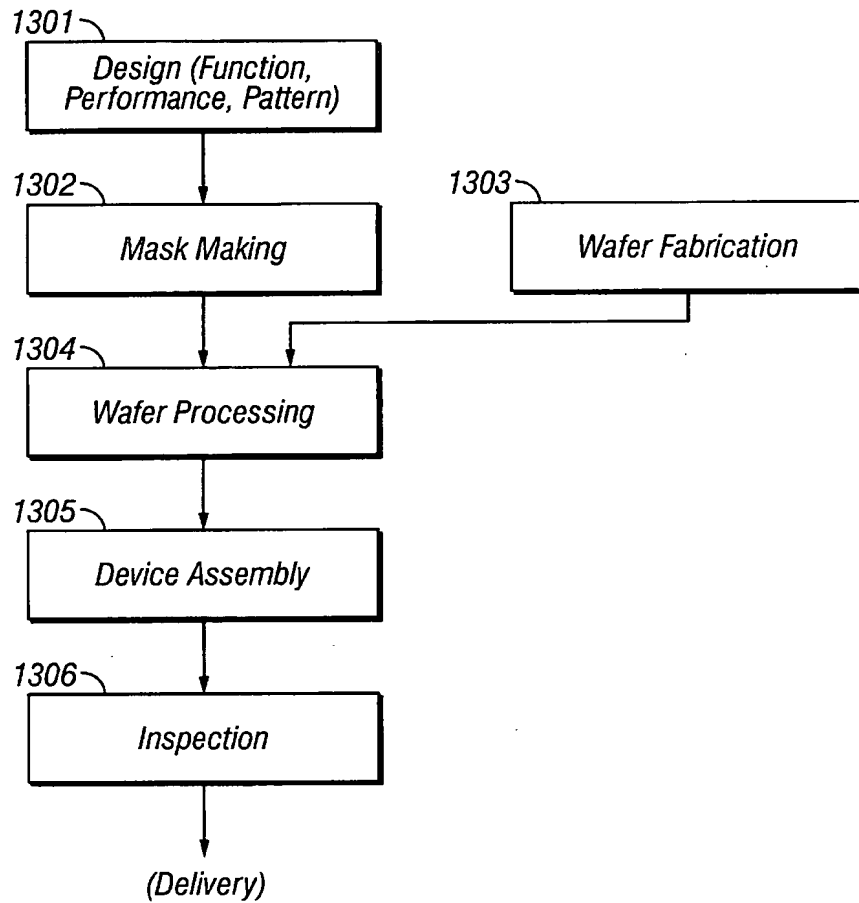 1301
Design (Function,
Performance, Pattern)
1302
Mask Making
1303
Wafer Fabrication
1304
Wafer Processing
1305
Device Assembly
1306
Inspection
(Delivery)